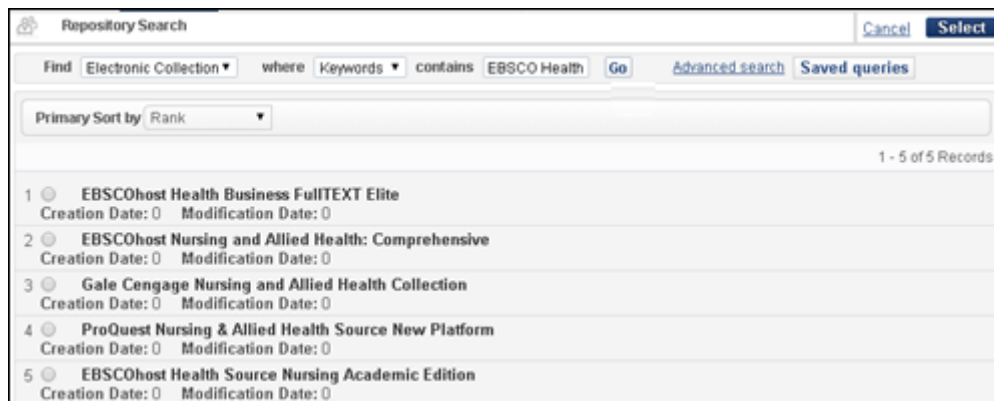 Repository Search Cancel Select
Find Electronic Collection where Keywords contains EBSCO Health Go Advanced search Saved queries
Primary Sort by Rank
1 - 5 of 5 Records
1 EBSCOhost Health Business FullTEXT Elite
Creation Date: 0 Modification Date: 0
2 EBSCOhost Nursing and Allied Health: Comprehensive
Creation Date: 0 Modification Date: 0
3 Gale Cengage Nursing and Allied Health Collection
Creation Date: 0 Modification Date: 0
4 ProQuest Nursing & Allied Health Source New Platform
Creation Date: 0 Modification Date: 0
5 EBSCOhost Health Source Nursing Academic Edition
Creation Date: 0 Modification Date: 0